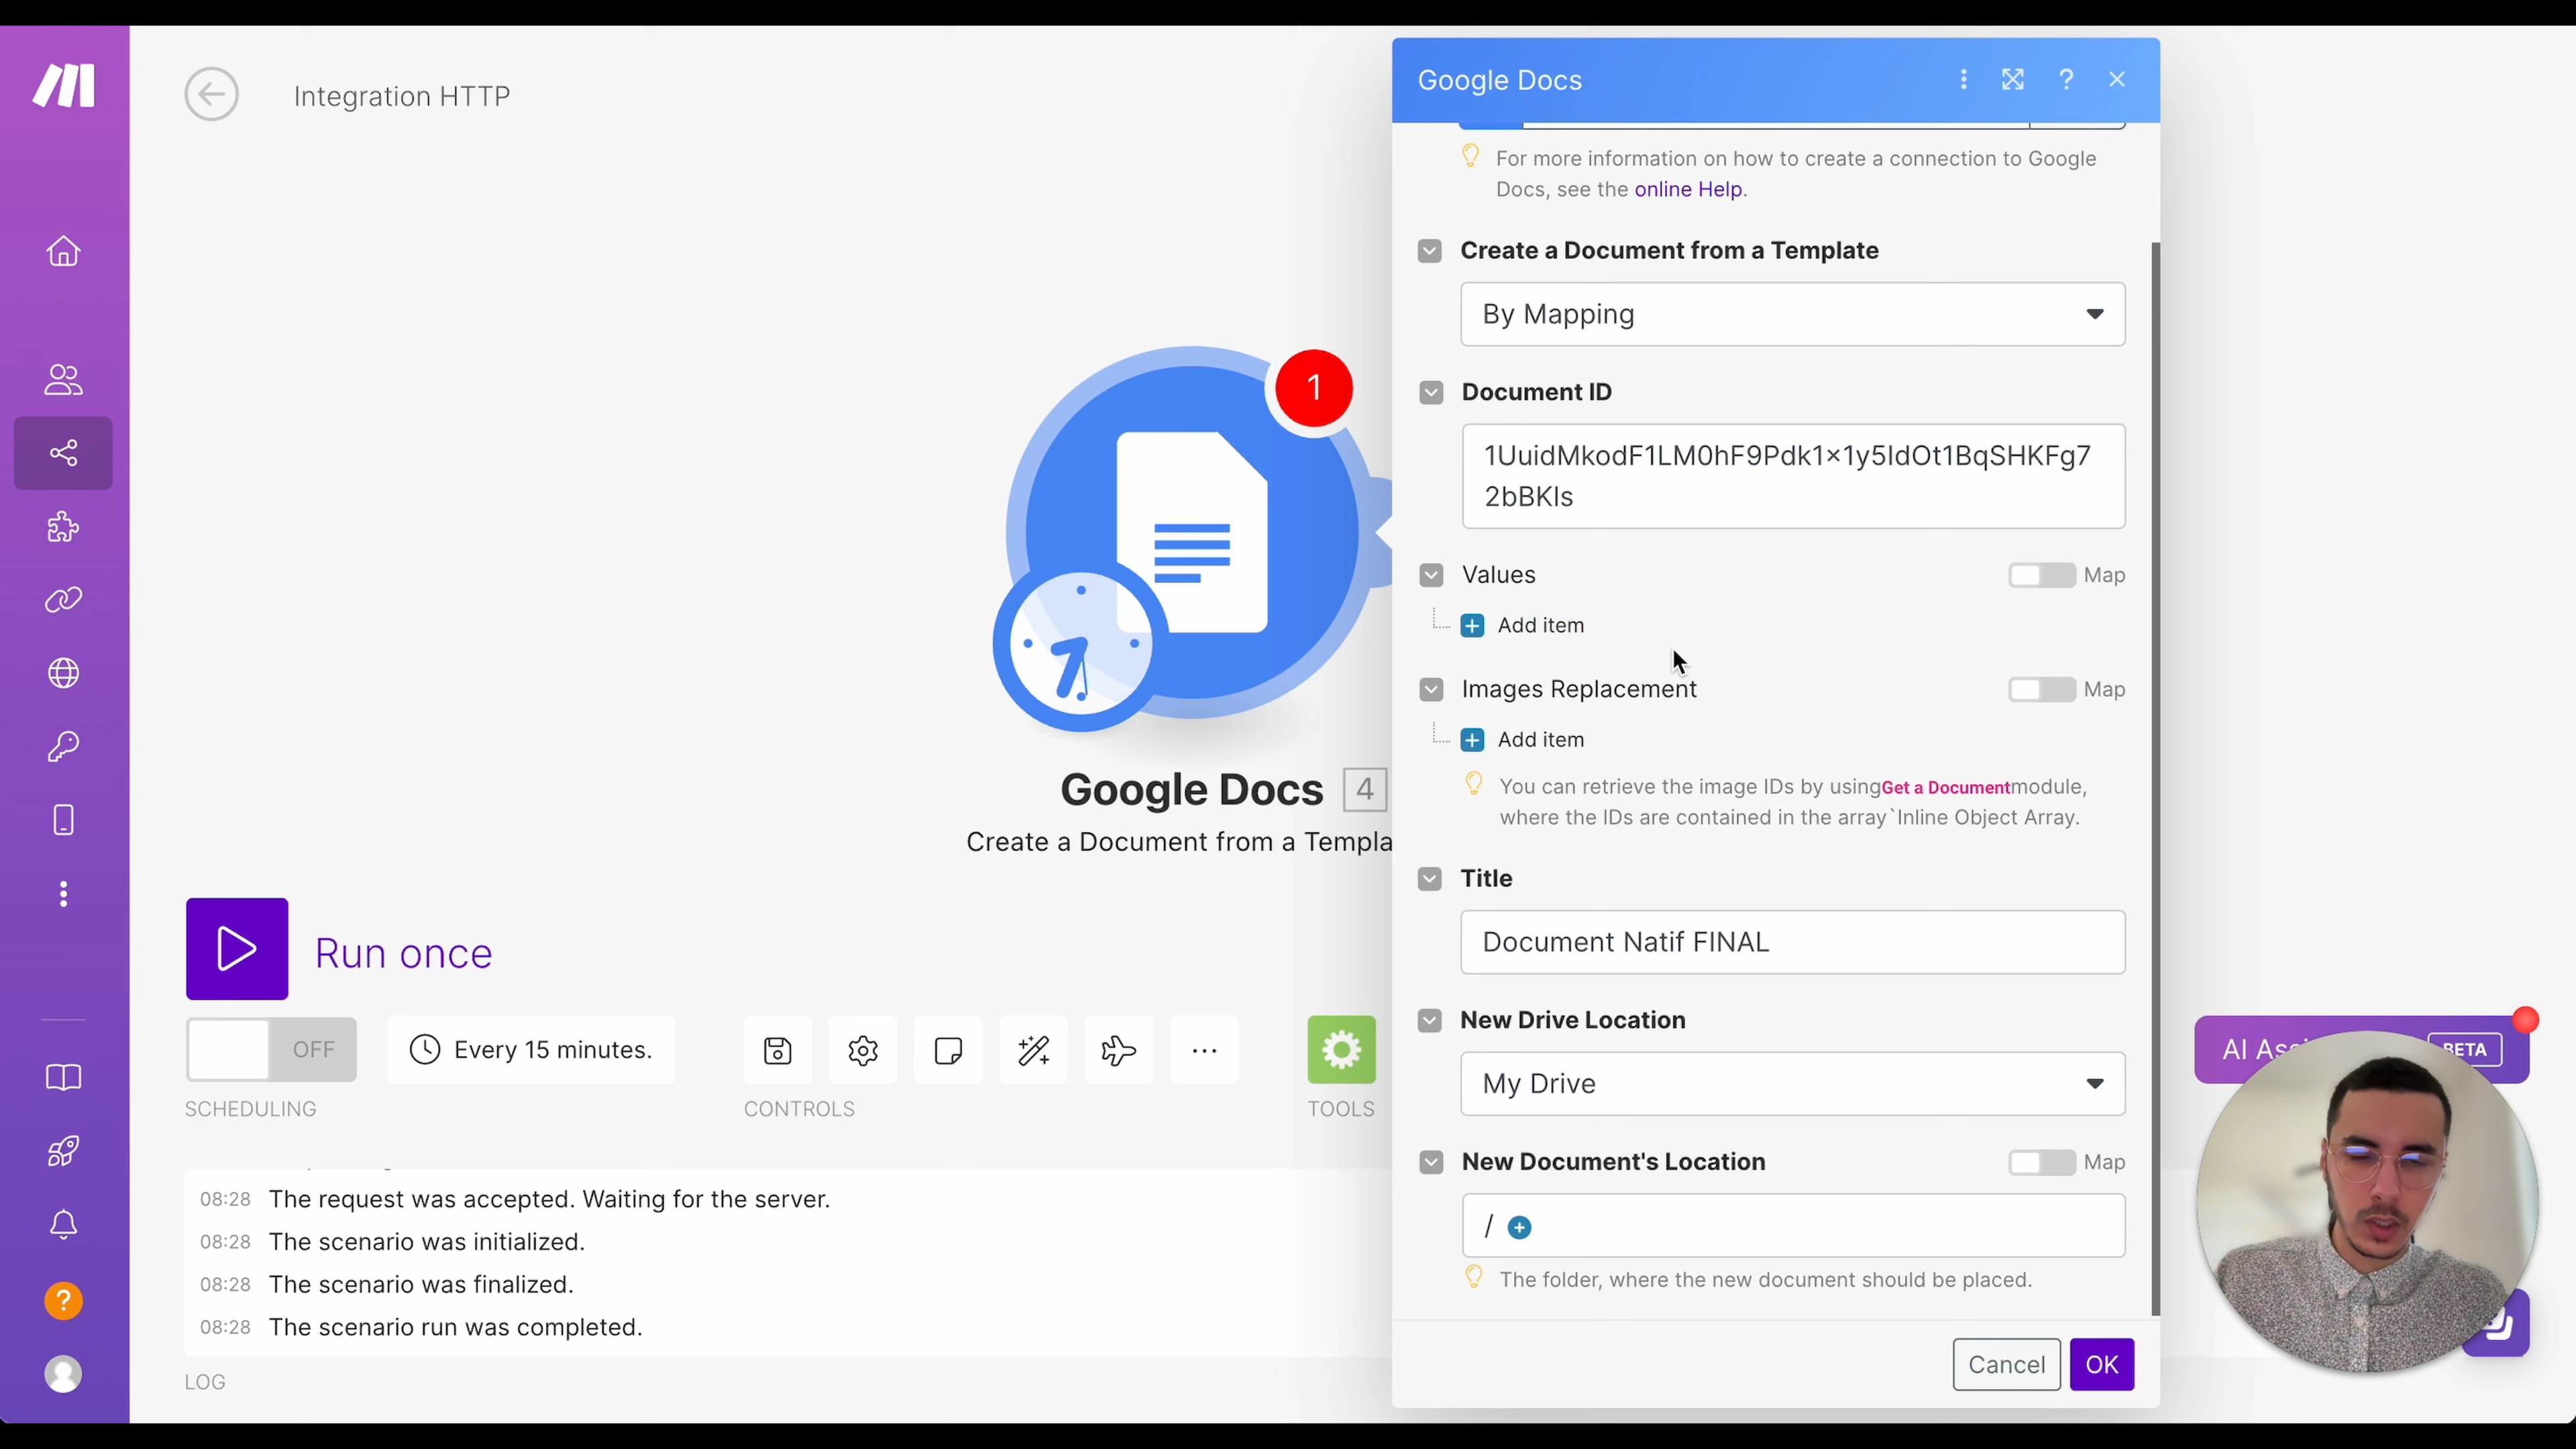 Integration HTTP
Google Docs
?
For more information on how to create a connection to Google
Docs, see the online Help.
Create a Document from a Template
By Mapping
Document ID
1UuidMkodF1LM0hF9Pdk1x1y5IdOt1BqSHKFg7
2bBKIs
Values
Map
Add item
Images Replacement
Map
Add item
You can retrieve the image IDs by usingGet a Documentmodule,
where the IDs are contained in the array`Inline Object Array.
Title
Document Natif FINAL
New Drive Location
My Drive
New Document's Location
Map
/
The folder, where the new document should be placed.
Cancel
OK
1
Google Docs 4
Create a Document from a Templa
Run once
OFF
Every 15 minutes.
SCHEDULING
CONTROLS
TOOLS
BETA
08:28 The request was accepted. Waiting for the server.
08:28 The scenario was initialized.
08:28 The scenario was finalized.
08:28 The scenario run was completed.
LOG
?